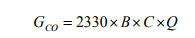 G_CO = 2330 × B × C × Q